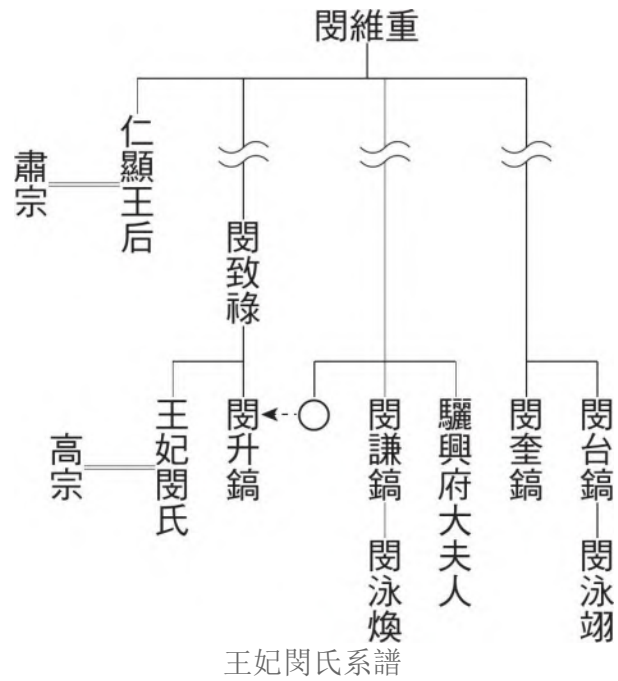 閔維重
仁顯王后
肅宗
閔致祿
王妃閔氏
閔升鎬
閔謙鎬
驪興府大夫人
閔奎鎬
閔台鎬
高宗
閔泳煥
閔泳翊
王妃閔氏系譜